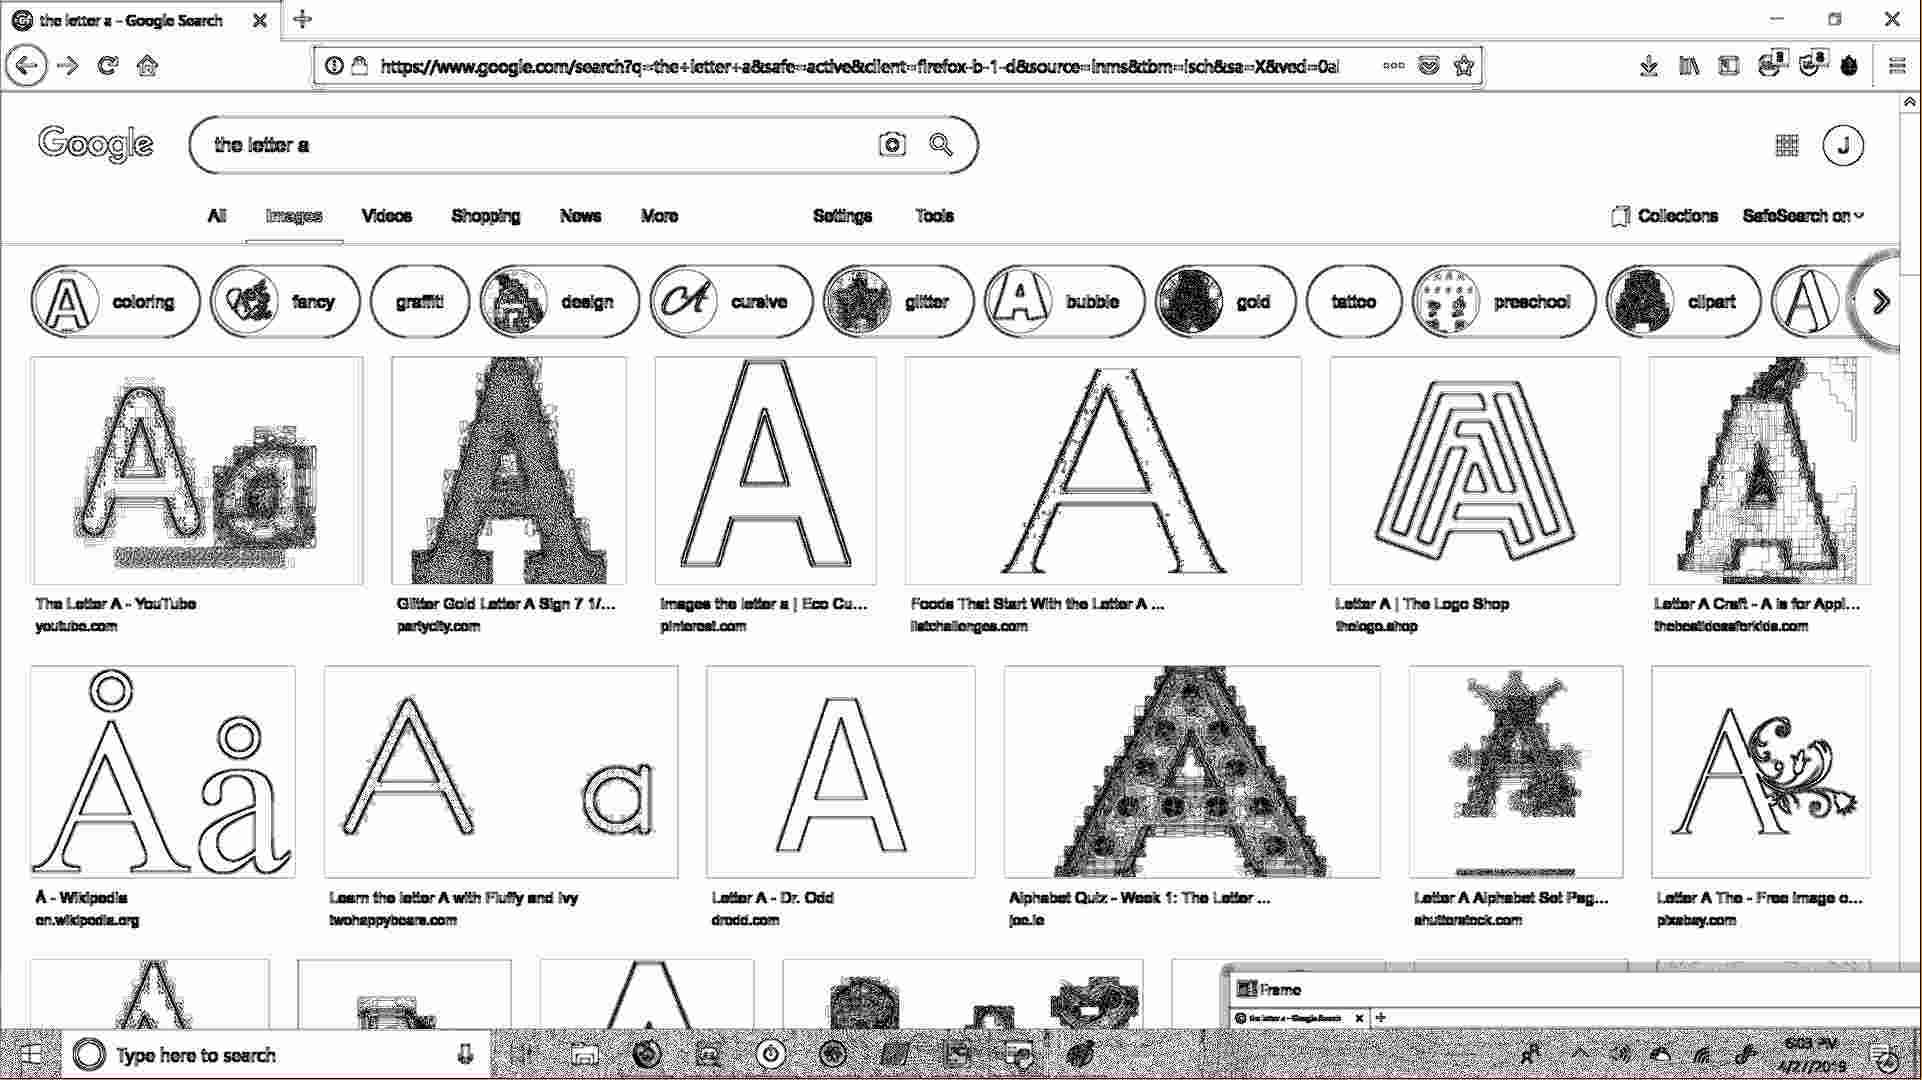 the letter a - Google Search
https://www.google.com/search?q=the+letter+a&safe=active&client=firefox-b-1-d&source=lnms&tbm=isch&sa=X&ved=0al
Google
the letter a
J
All Images Videos Shopping News More Settings Tools Collections SafeSearch on
coloring fancy graffiti design cursive glitter bubble gold tattoo preschool clipart
A a A A A A A
The Letter A - YouTube
youtube.com
Glitter Gold Letter A Sign 7 1/...
partycity.com
Images the letter a | Eco Cu...
pinterest.com
Foods That Start With the Letter A ...
listchallenges.com
Letter A | The Logo Shop
thelogo.shop
Letter A Craft - A is for Appl...
thebestideasforkids.com
Å å A a A A A A
Å - Wikipedia
en.wikipedia.org
Learn the letter A with Fluffy and Ivy
twohappybears.com
Letter A - Dr. Odd
drodd.com
Alphabet Quiz - Week 1: The Letter ...
joe.ie
Letter A Alphabet Set Peg...
shutterstock.com
Letter A The - Free image o...
pixabay.com
Frame
the letter a - Google Search
Type here to search
6:03 PM
4/27/2019